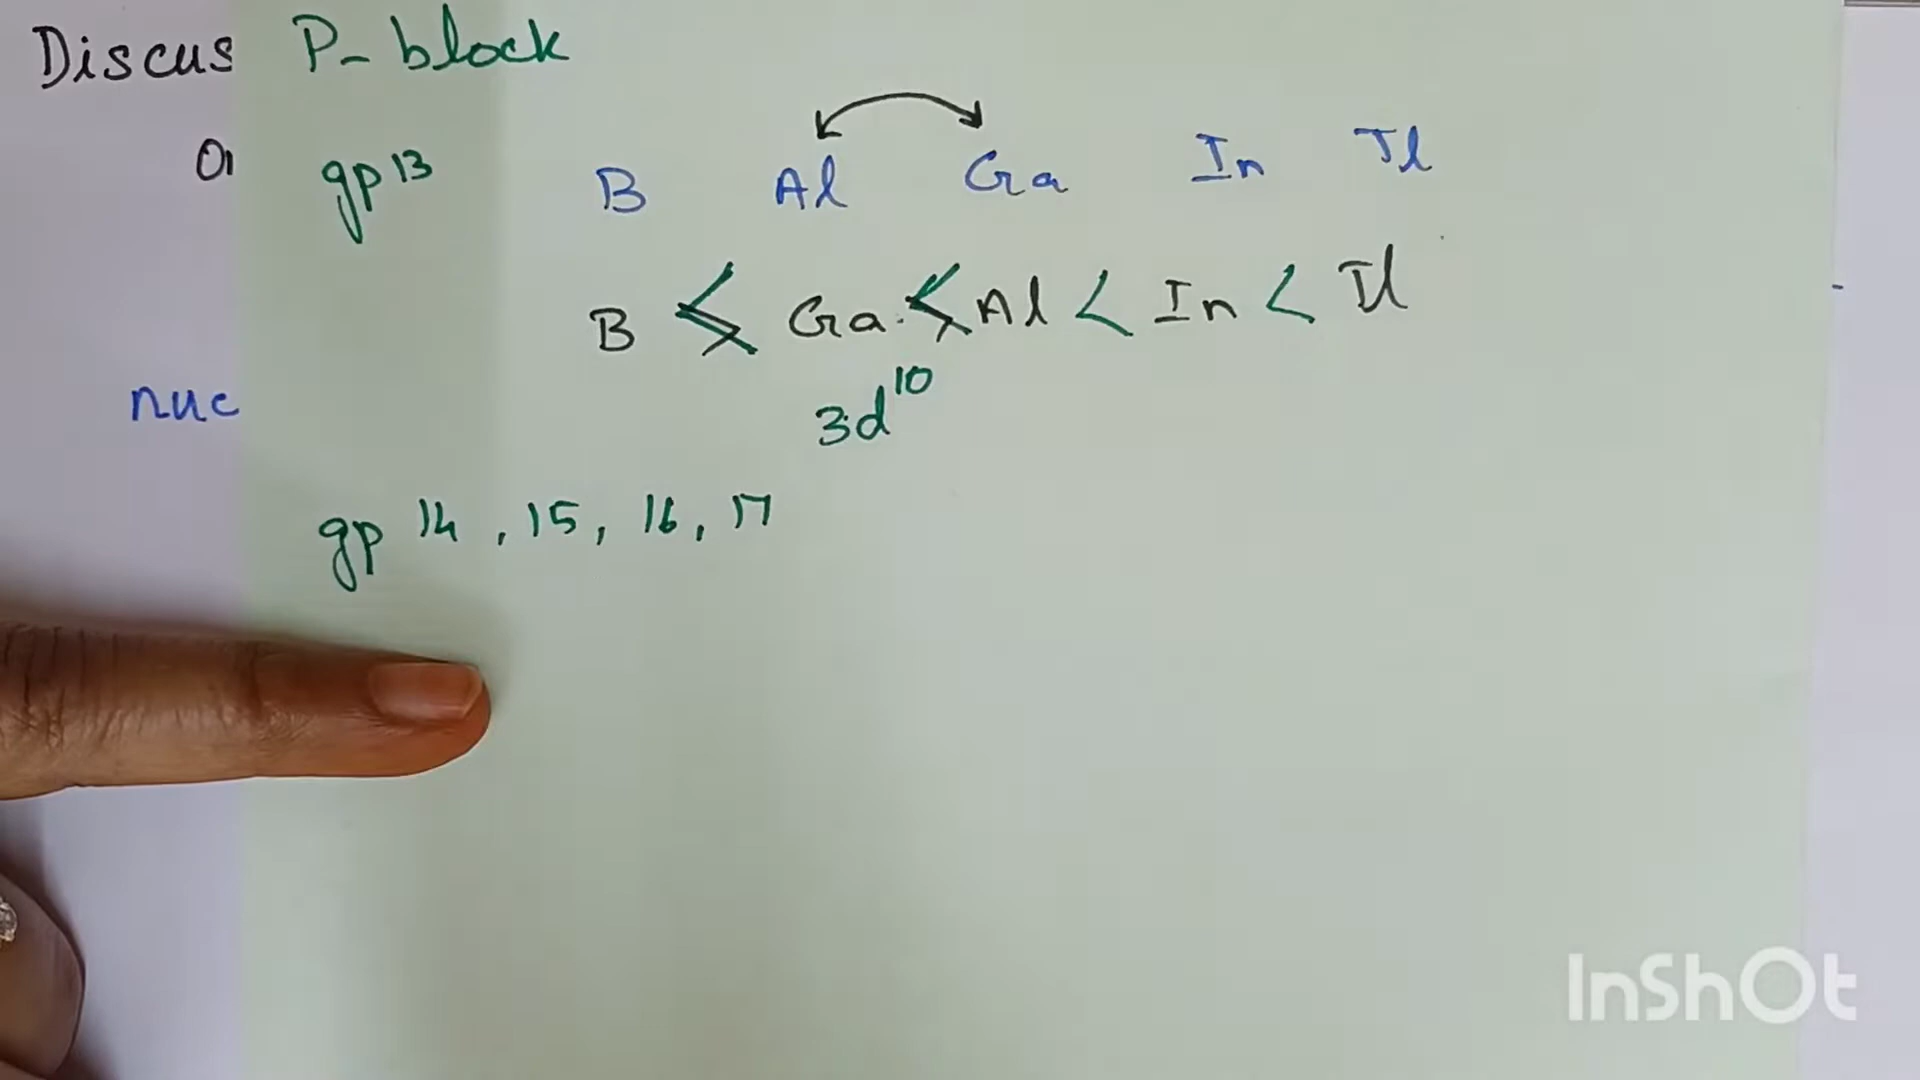 Discus P-block
gp 13 B Al Ga In Tl
B < Ga < Al < In < Tl
3d¹⁰
nuc
gp 14, 15, 16, 17
InShOt